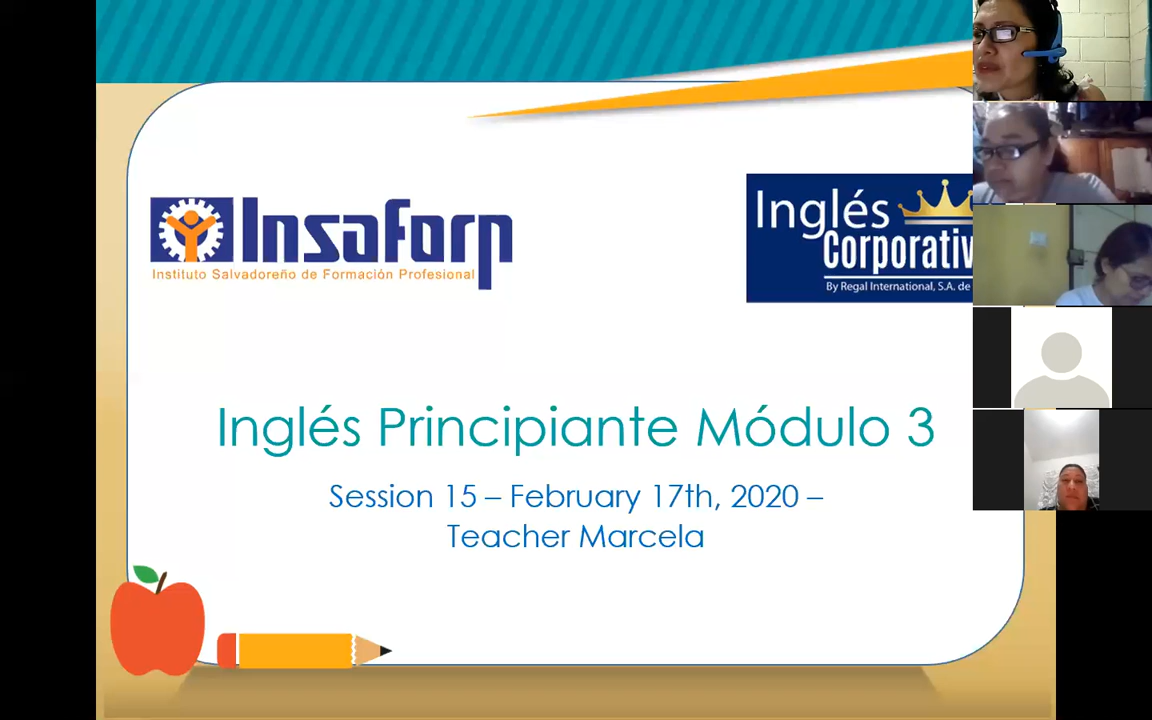 Insaforp
Instituto Salvadoreño de Formación Profesional
Inglés
Corporativ
By Regal International, S.A. de
Inglés Principiante Módulo 3
Session 15 – February 17th, 2020 –
Teacher Marcela